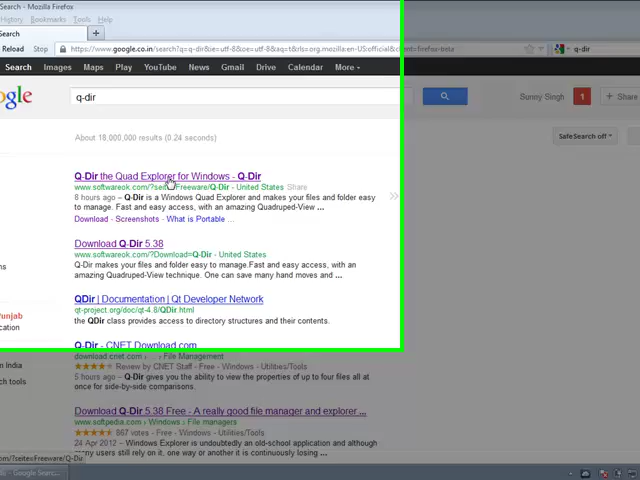 Search - Mozilla Firefox
History Bookmarks Tools Help
Reload Stop https://www.google.co.in/search?q=q-dir&ie=utf-8&oe=utf-8&aq=t&rls=org.mozilla:en-US:official&client=firefox-beta q-dir
Search Images Maps Play YouTube News Gmail Drive Calendar More
ogle q-dir Sunny Singh 1 + Share
About 18,000,000 results (0.24 seconds) SafeSearch off
Q-Dir the Quad Explorer for Windows - Q-Dir
www.softwareok.com/?seite=Freeware/Q-Dir - United States Share
8 hours ago – Q-Dir is a Windows Quad Explorer and makes your files and folder easy
to manage. Fast and easy access, with an amazing Quadruped-View ...
Download - Screenshots - What is Portable ...
Download Q-Dir 5.38
www.softwareok.com/?Download=Q-Dir - United States
Q-Dir makes your files and folder easy to manage.Fast and easy access, with an
ms
amazing Quadruped-View technique. One can save many hand moves and ...
QDir | Documentation | Qt Developer Network
qt-project.org/doc/qt-4.8/QDir.html
unjab
the QDir class provides access to directory structures and their contents.
cation
Q-Dir - CNET Download.com
download.cnet.com › ... › File Management
n India
Review by CNET Staff - Free - Windows - Utilities/Tools
5 hours ago – Q-Dir gives you the ability to view the properties of up to four files all at
ch tools
once for side-by-side comparisons.
Download Q-Dir 5.38 Free - A really good file manager and explorer ...
www.softpedia.com › Windows › File managers
867 votes - Free - Windows - Utilities/Tools
24 Apr 2012 – Windows Explorer is undoubtedly an old-school application and although
many users still rely on it, one way or another it is continuously losing ...
om/?seite=Freeware/Q-Dir
- Google Searc...